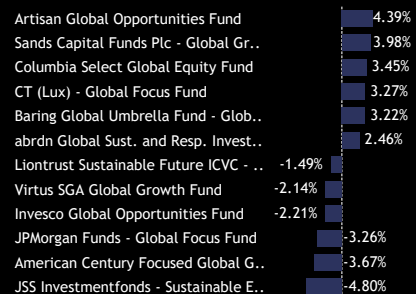 Artisan Global Opportunities Fund 4.39%
Sands Capital Funds Plc - Global Gr.. 3.98%
Columbia Select Global Equity Fund 3.45%
CT (Lux) - Global Focus Fund 3.27%
Baring Global Umbrella Fund - Glob.. 3.22%
abrdn Global Sust. and Resp. Invest.. 2.46%
Liontrust Sustainable Future ICVC - .. -1.49%
Virtus SGA Global Growth Fund -2.14%
Invesco Global Opportunities Fund -2.21%
JPMorgan Funds - Global Focus Fund -3.26%
American Century Focused Global G.. -3.67%
JSS Investmentfonds - Sustainable E.. -4.80%